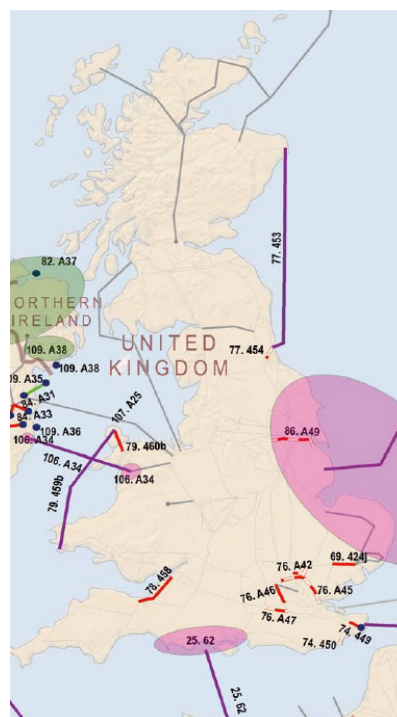 77. 453
82. A37
NORTHERN
IRELAND
109. A38
UNITED
KINGDOM
77. 454
109. A38
09. A35
84. A31
84. A33
109. A36
106. A34
107. A25
86. A49
79. 460b
106. A34
106. A34
79. 459b
69. 424j
76. A42
78. 458
76. A46
76. A45
76. A47
74. 449
74. 450
25. 62
25. 62